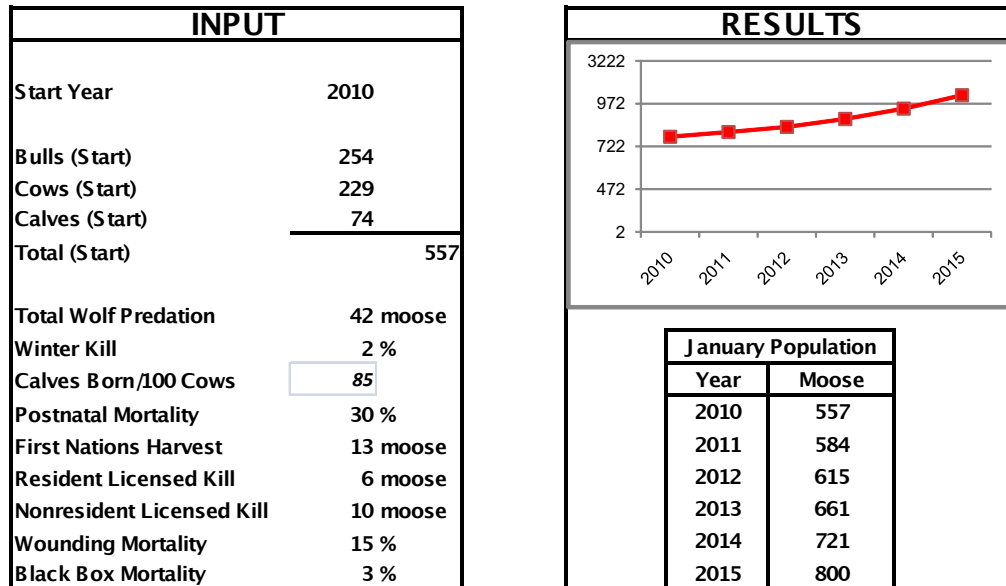 INPUT
Start Year 2010
Bulls (Start) 254
Cows (Start) 229
Calves (Start) 74
Total (Start) 557
Total Wolf Predation 42 moose
Winter Kill 2 %
Calves Born/100 Cows 85
Postnatal Mortality 30 %
First Nations Harvest 13 moose
Resident Licensed Kill 6 moose
Nonresident Licensed Kill 10 moose
Wounding Mortality 15 %
Black Box Mortality 3 %
RESULTS
3222
972
722
472
2
2010 2011 2012 2013 2014 2015
January Population
Year Moose
2010 557
2011 584
2012 615
2013 661
2014 721
2015 800